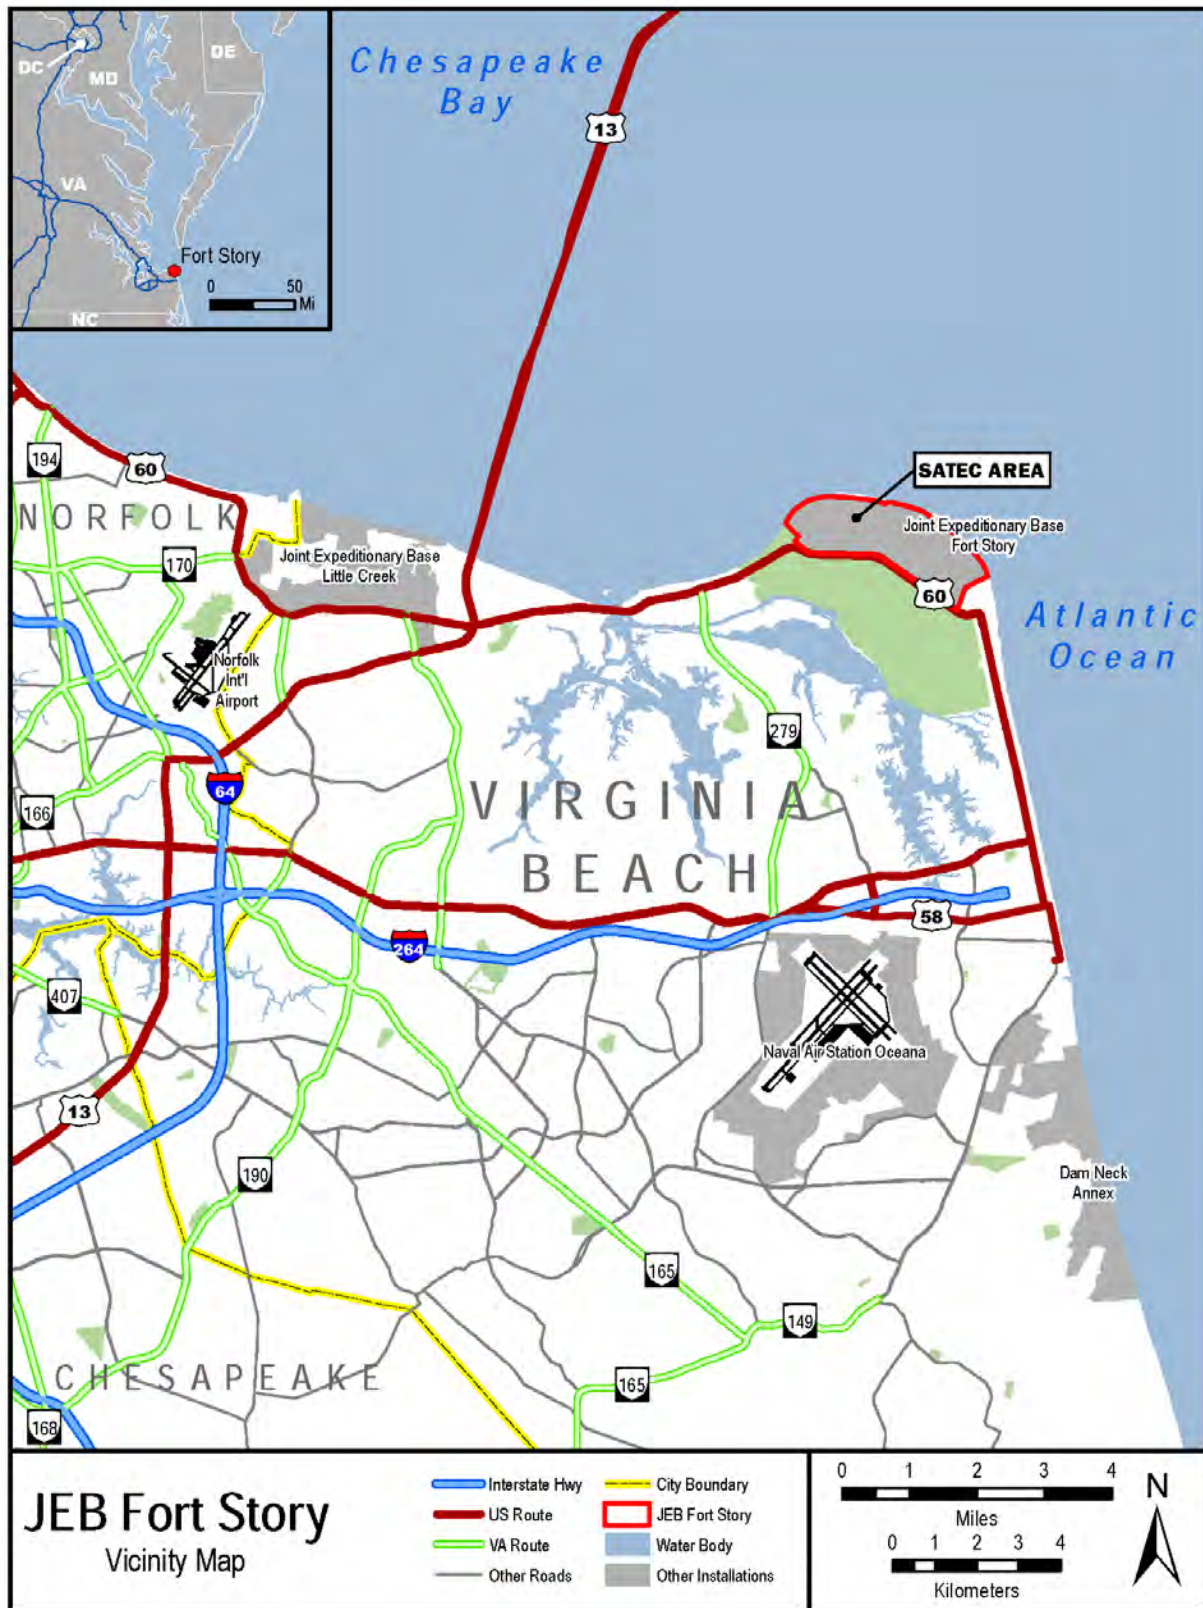 DC
MD
DE
VA
NC
Fort Story
0 50
Mi
Chesapeake
Bay
13
194
60
NORFOLK
170
Joint Expeditionary Base
Little Creek
SATEC AREA
Joint Expeditionary Base
Fort Story
60
Atlantic
Ocean
Norfolk
Int'l
Airport
279
64
166
VIRGINIA
BEACH
58
264
407
Naval Air Station Oceana
13
190
Dam Neck
Annex
165
149
165
CHESAPEAKE
168
JEB Fort Story
Vicinity Map
Interstate Hwy
US Route
VA Route
Other Roads
City Boundary
JEB Fort Story
Water Body
Other Installations
0 1 2 3 4
Miles
0 1 2 3 4
Kilometers
N